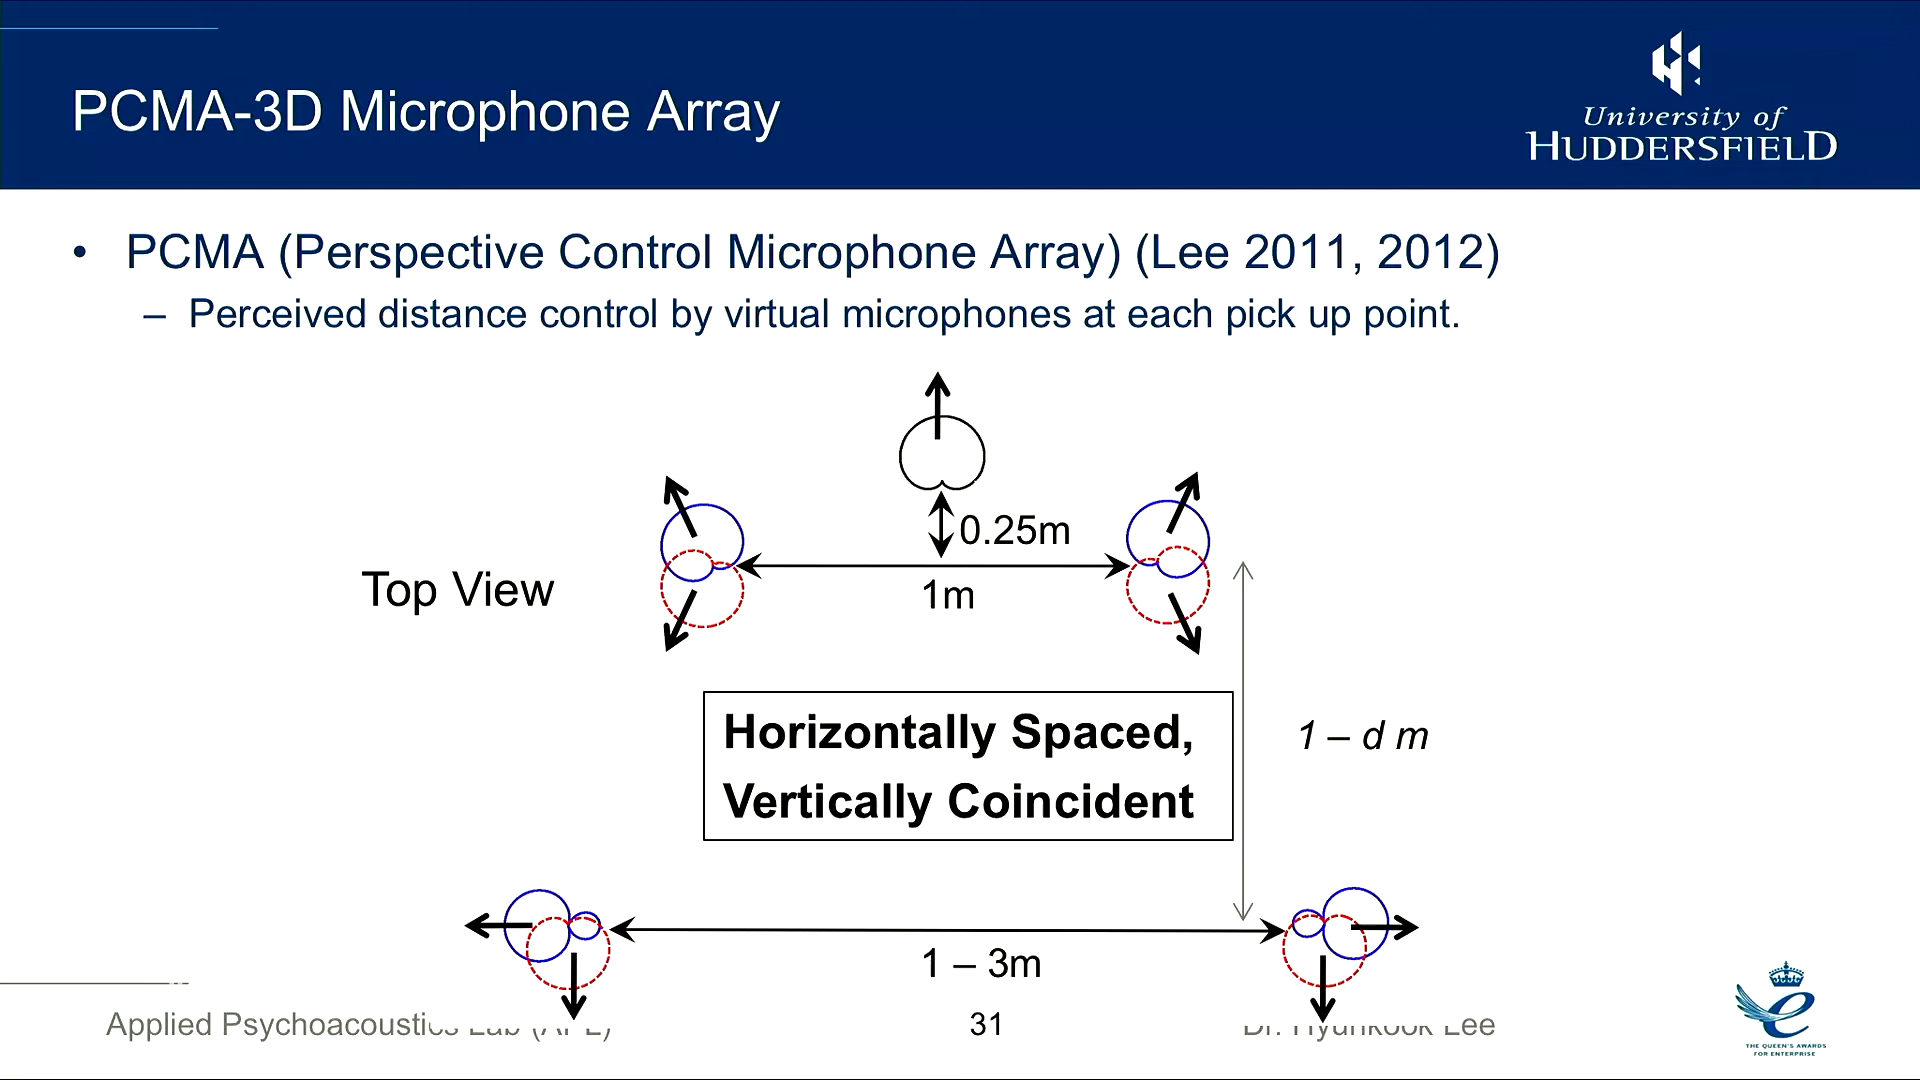 PCMA-3D Microphone Array
University of
HUDDERSFIELD
• PCMA (Perspective Control Microphone Array) (Lee 2011, 2012)
– Perceived distance control by virtual microphones at each pick up point.
0.25m
1m
Top View
Horizontally Spaced,
Vertically Coincident
1 – d m
1 – 3m
Applied Psychoacoustics Lab (APL)
31
Dr. Hyunkook Lee
THE QUEEN'S AWARDS
FOR ENTERPRISE